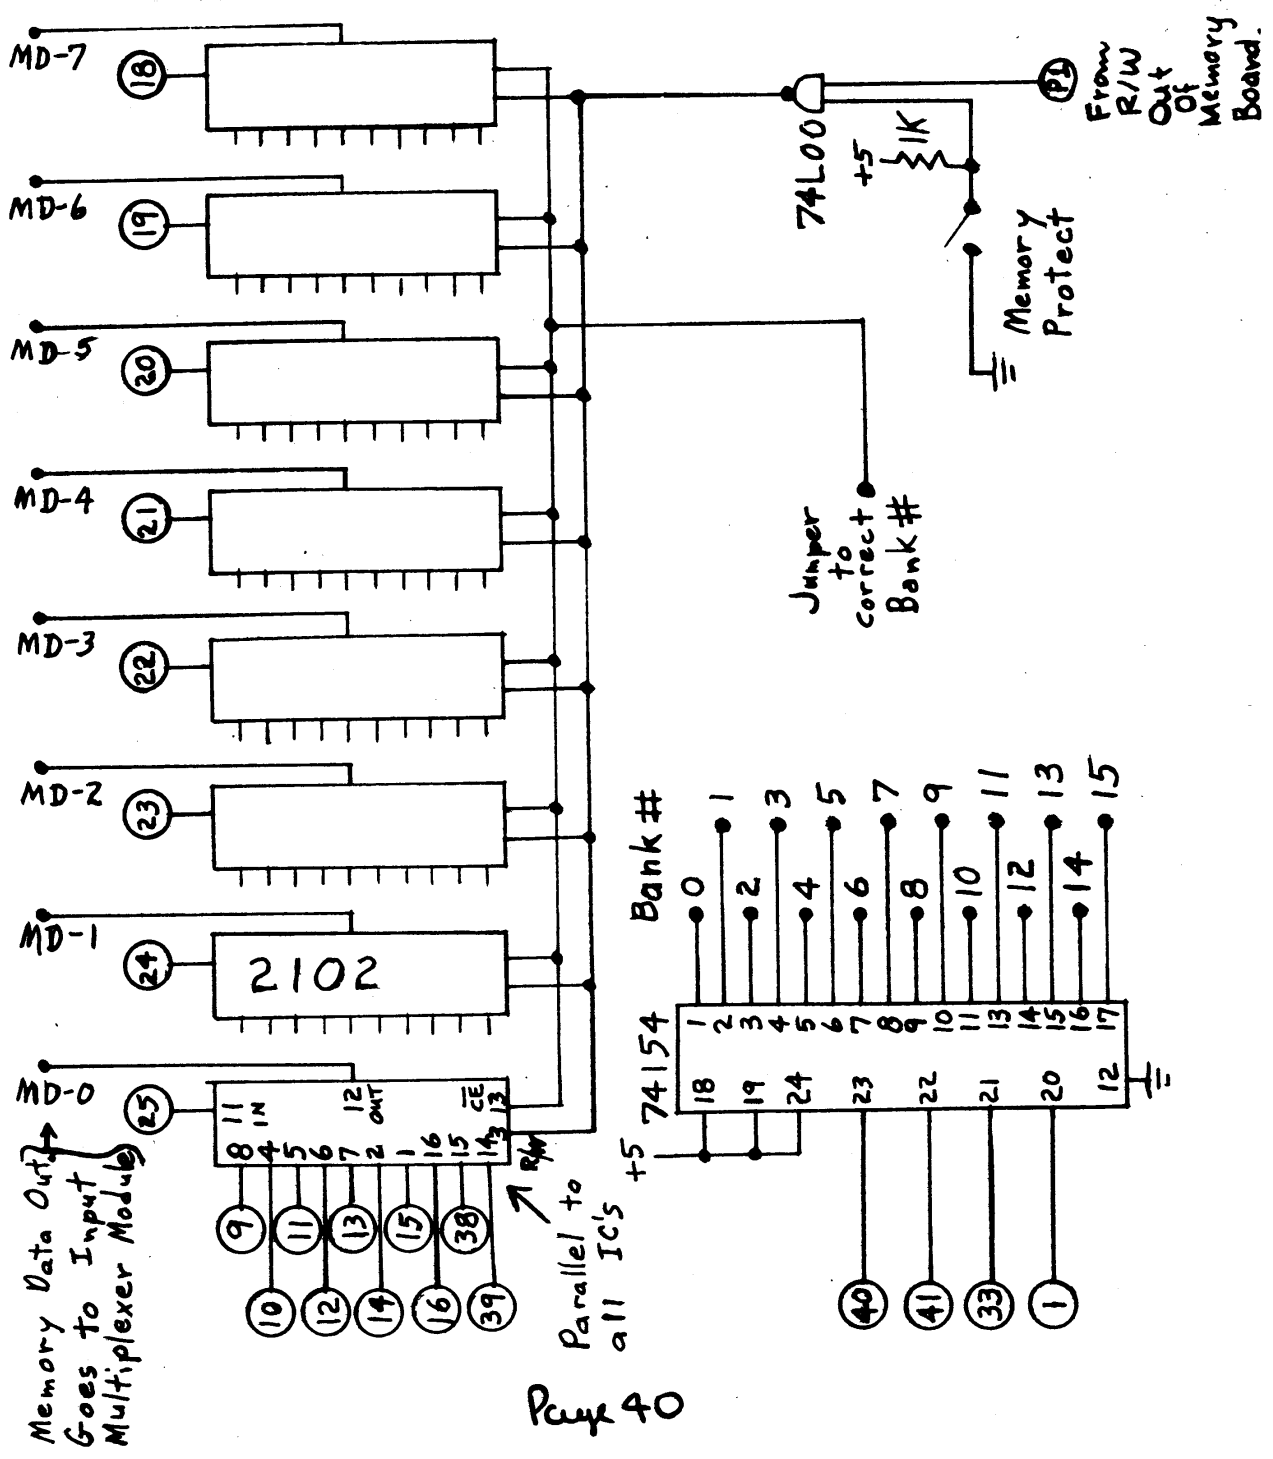 MD-7
18
MD-6
19
MD-5
20
MD-4
21
MD-3
22
MD-2
23
MD-1
24
2102
MD-0
25
11
IN
12
OUT
CE
13
3
R/W
8
4
5
6
7
2
1
16
15
14
9
10
11
12
13
14
15
16
38
39
Memory Data Out
Goes to Input
Multiplexer Module
Parallel to
all IC's
P1
From
R/W
Out
Of
Memory
Board.
74L00
+5
1K
Memory
Protect
Jumper
to
correct
Bank #
Bank #
0
1
2
3
4
5
6
7
8
9
10
11
12
13
14
15
74154
1
2
3
4
5
6
7
8
9
10
11
13
14
15
16
17
18
19
24
23
22
21
20
12
+5
40
41
33
1
Page 40